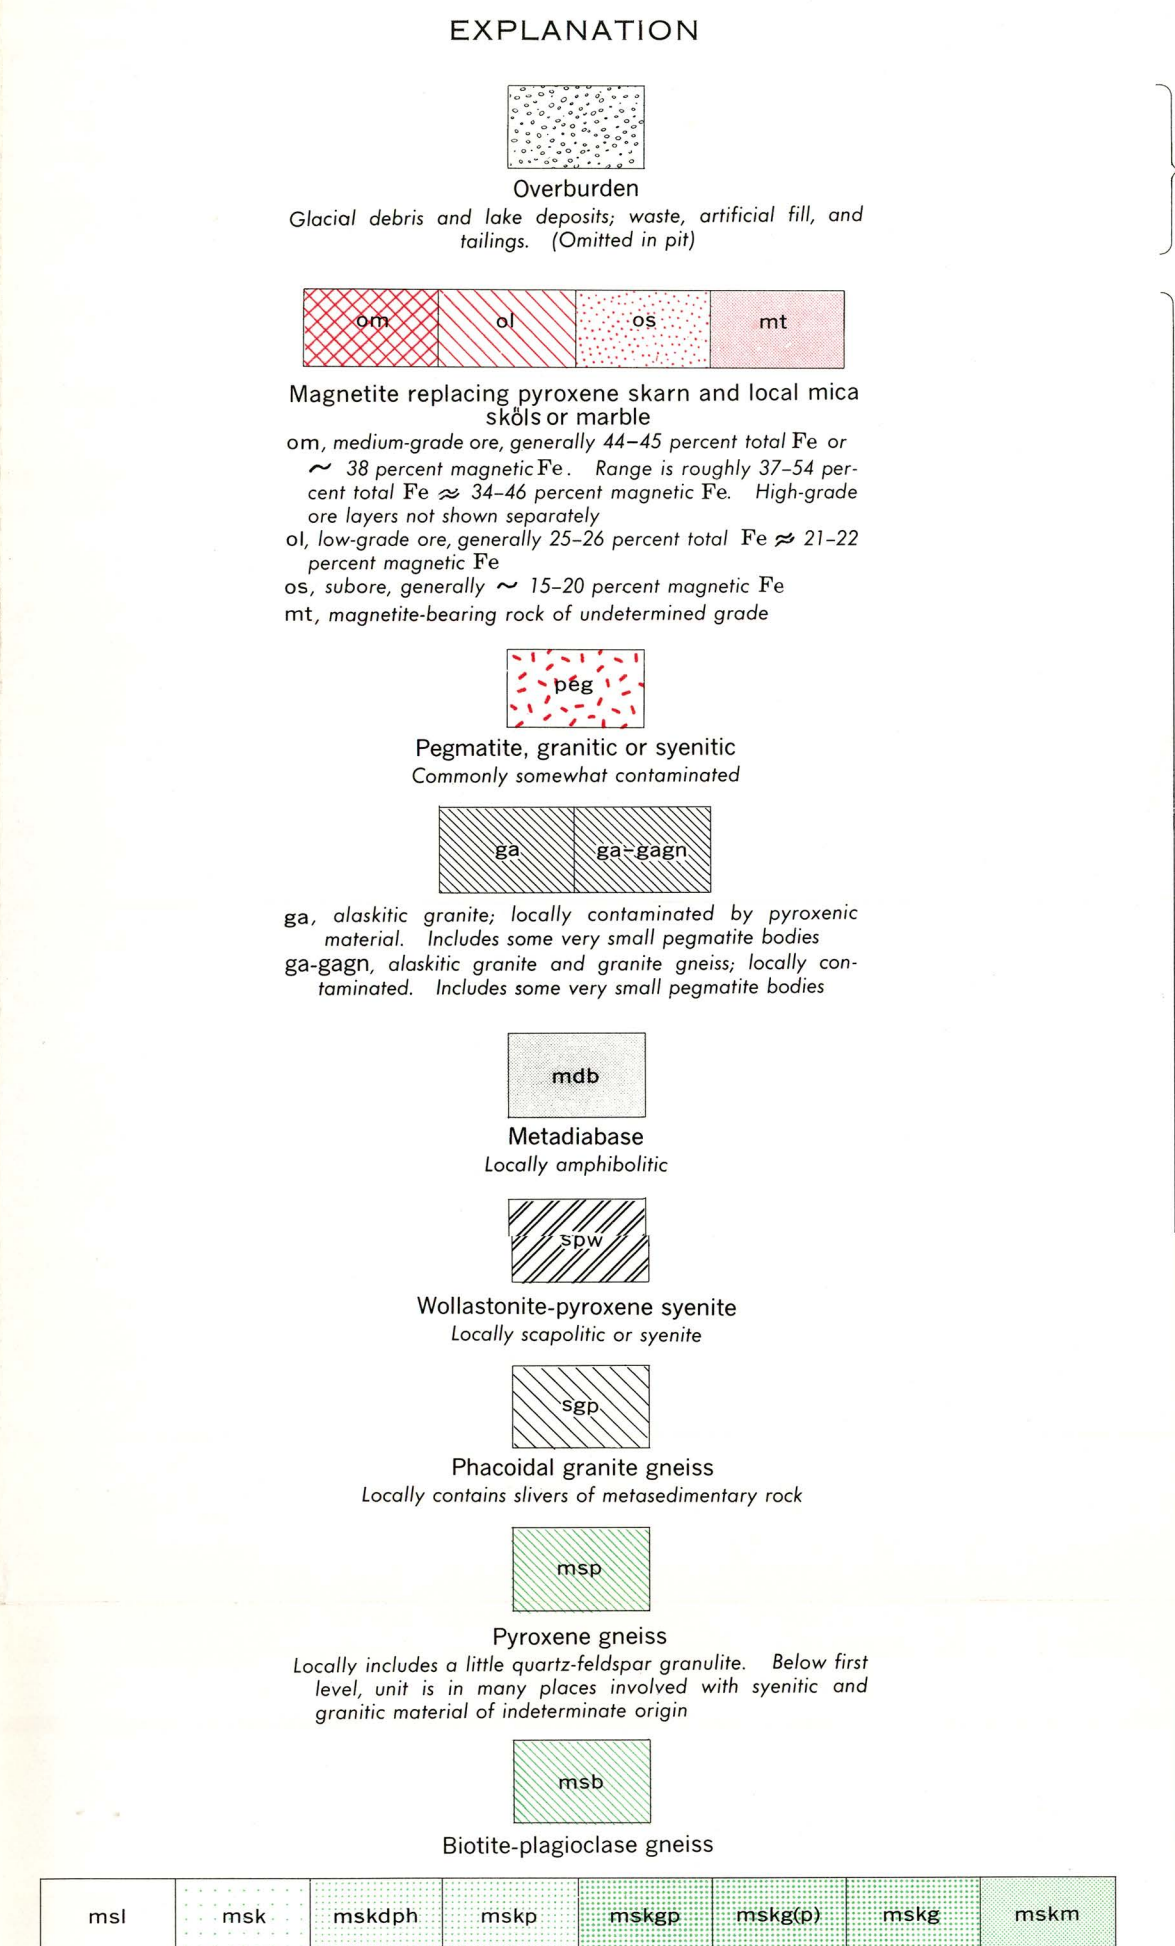 EXPLANATION
Overburden
Glacial debris and lake deposits; waste, artificial fill, and
tailings. (Omitted in pit)
om ol os mt
Magnetite replacing pyroxene skarn and local mica
sköls or marble
om, medium-grade ore, generally 44–45 percent total Fe or
~ 38 percent magnetic Fe. Range is roughly 37–54 per-
cent total Fe ≈ 34–46 percent magnetic Fe. High-grade
ore layers not shown separately
ol, low-grade ore, generally 25–26 percent total Fe ≈ 21–22
percent magnetic Fe
os, subore, generally ~ 15–20 percent magnetic Fe
mt, magnetite-bearing rock of undetermined grade
peg
Pegmatite, granitic or syenitic
Commonly somewhat contaminated
ga ga-gagn
ga, alaskitic granite; locally contaminated by pyroxenic
material. Includes some very small pegmatite bodies
ga-gagn, alaskitic granite and granite gneiss; locally con-
taminated. Includes some very small pegmatite bodies
mdb
Metadiabase
Locally amphibolitic
spw
Wollastonite-pyroxene syenite
Locally scapolitic or syenite
sgp
Phacoidal granite gneiss
Locally contains slivers of metasedimentary rock
msp
Pyroxene gneiss
Locally includes a little quartz-feldspar granulite. Below first
level, unit is in many places involved with syenitic and
granitic material of indeterminate origin
msb
Biotite-plagioclase gneiss
msl msk mskdph mskp mskgp mskg(p) mskg mskm